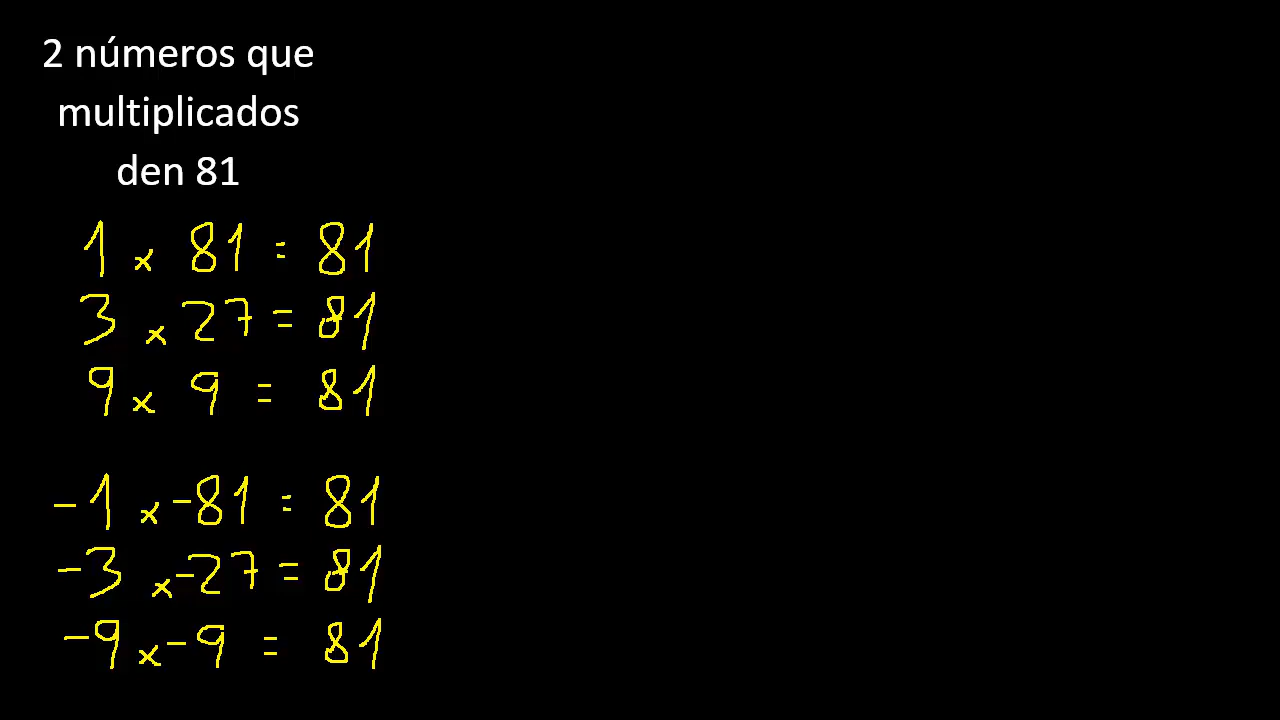 2 números que
multiplicados
den 81
1 x 81 = 81
3 x 27 = 81
9 x 9 = 81
-1 x -81 = 81
-3 x -27 = 81
-9 x -9 = 81